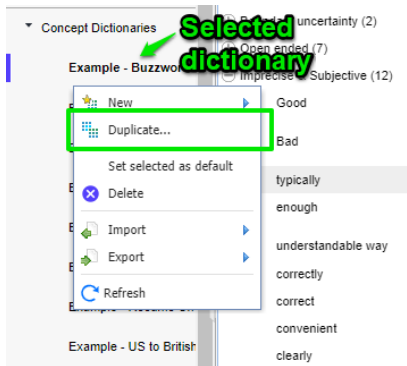 Concept Dictionaries
Selected
dictionary
Example - Buzzwor
New
Duplicate...
Set selected as default
Delete
Import
Export
Refresh
Example - US to British
uncertainty (2)
Open ended (7)
Imprecise - Subjective (12)
Good
Bad
typically
enough
understandable way
correctly
correct
convenient
clearly